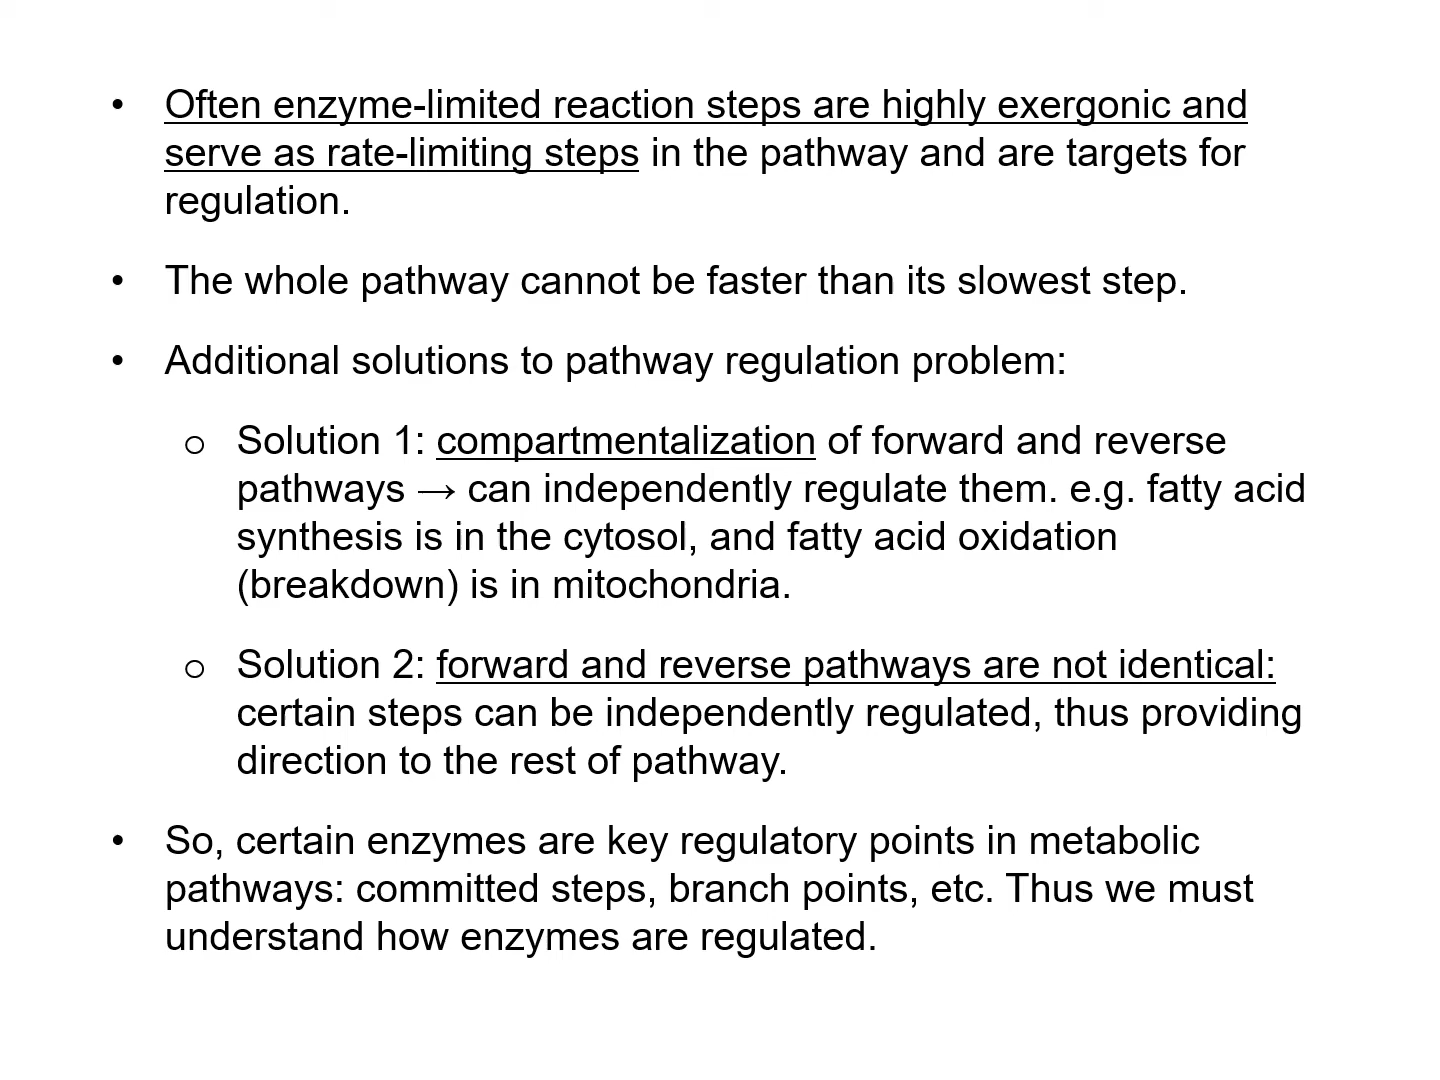 • Often enzyme-limited reaction steps are highly exergonic and
serve as rate-limiting steps in the pathway and are targets for
regulation.
• The whole pathway cannot be faster than its slowest step.
• Additional solutions to pathway regulation problem:
o Solution 1: compartmentalization of forward and reverse
pathways → can independently regulate them. e.g. fatty acid
synthesis is in the cytosol, and fatty acid oxidation
(breakdown) is in mitochondria.
o Solution 2: forward and reverse pathways are not identical:
certain steps can be independently regulated, thus providing
direction to the rest of pathway.
• So, certain enzymes are key regulatory points in metabolic
pathways: committed steps, branch points, etc. Thus we must
understand how enzymes are regulated.